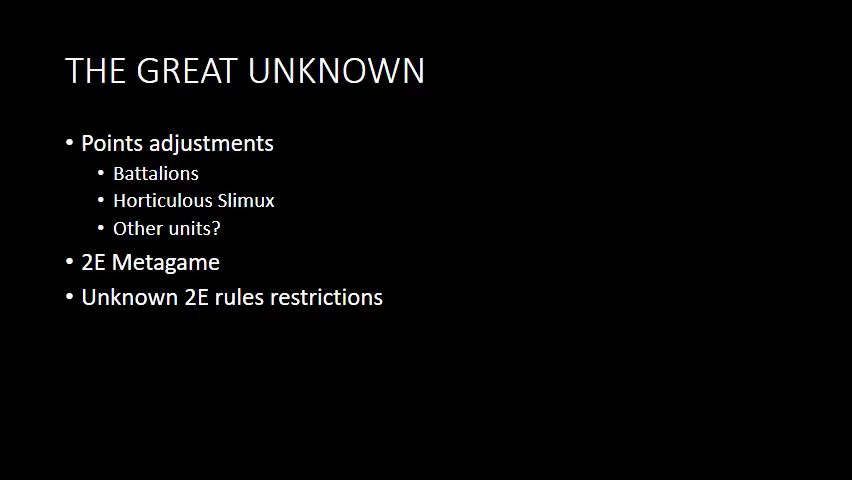 THE GREAT UNKNOWN
• Points adjustments
• Battalions
• Horticulous Slimux
• Other units?
• 2E Metagame
• Unknown 2E rules restrictions